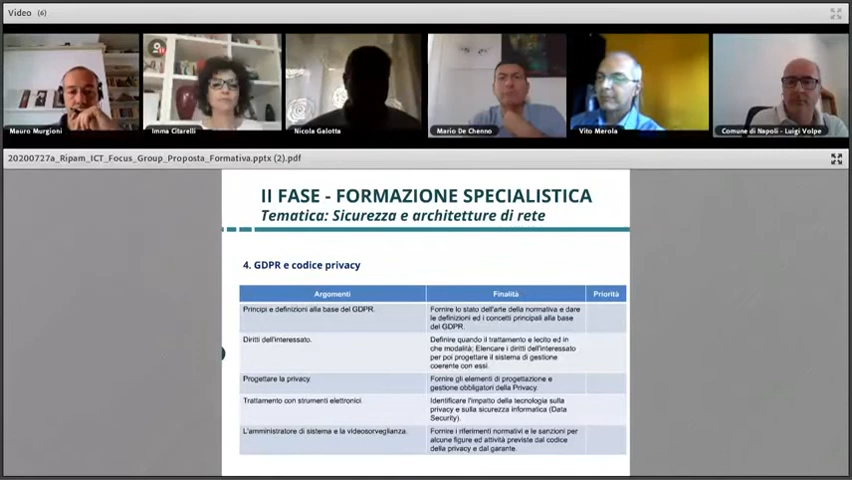 Video (6)
Mauro Murgioni
Imma Citarelli
Nicola Galotta
Mario De Chenno
Vito Merola
Comune di Napoli - Luigi Volpe
20200727a_Ripam_ICT_Focus_Group_Proposta_Formativa.pptx (2).pdf
II FASE - FORMAZIONE SPECIALISTICA
Tematica: Sicurezza e architetture di rete
4. GDPR e codice privacy
Argomenti Finalità Priorità
Principi e definizioni alla base del GDPR. Fornire lo stato dell'arte della normativa e dare
le definizioni ed i concetti principali alla base
del GDPR.
Diritti dell'interessato. Definire quando il trattamento e lecito ed in
che modalità; Elencare i diritti dell'interessato
per poi progettare il sistema di gestione
coerente con essi.
Progettare la privacy Fornire gli elementi di progettazione e
gestione obbligatori della Privacy
Trattamento con strumenti elettronici. Identificare l'impatto della tecnologia sulla
privacy e sulla sicurezza informatica (Data
Security).
L'amministratore di sistema e la videosorveglianza. Fornire i riferimenti normativi e le sanzioni per
alcune figure ed attività previste dal codice
della privacy e dal garante.